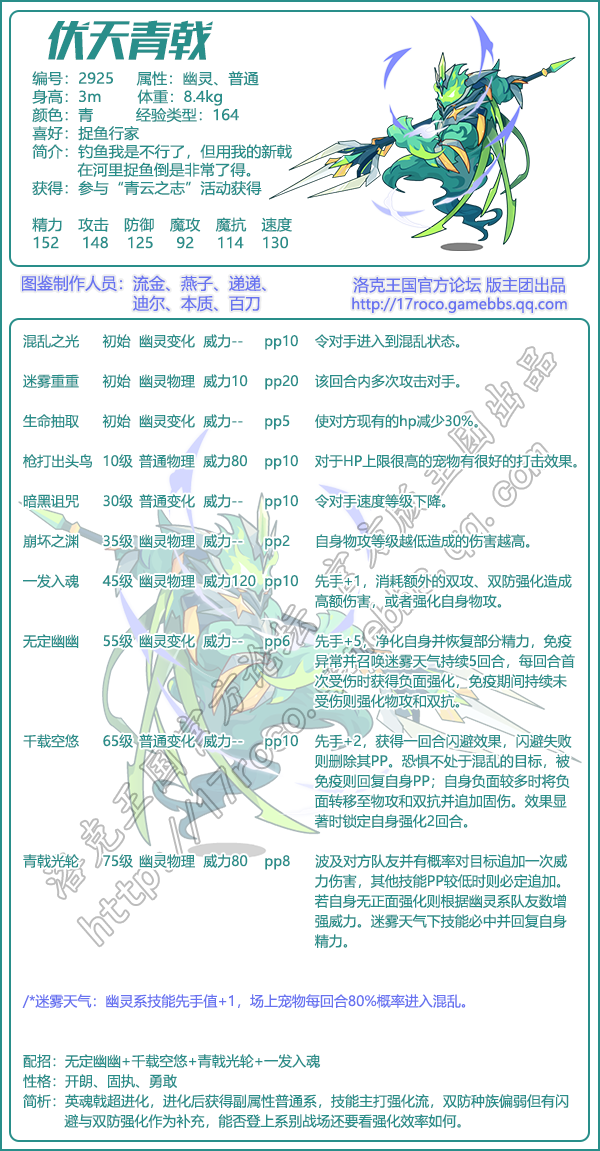 伏天青戟
编号：2925 属性：幽灵、普通
身高：3m 体重：8.4kg
颜色：青 经验类型：164
喜好：捉鱼行家
简介：钓鱼我是不行了，但用我的新戟
在河里捉鱼倒是非常了得。
获得：参与“青云之志”活动获得
精力 攻击 防御 魔攻 魔抗 速度
152 148 125 92 114 130
图鉴制作人员：流金、燕子、递递、
迪尔、本质、百刀
洛克王国官方论坛 版主团出品
http://17roco.gamebbs.qq.com
混乱之光 初始 幽灵变化 威力-- pp10 令对手进入到混乱状态。
迷雾重重 初始 幽灵物理 威力10 pp20 该回合内多次攻击对手。
生命抽取 初始 幽灵变化 威力-- pp5 使对方现有的hp减少30%。
枪打出头鸟 10级 普通物理 威力80 pp10 对于HP上限很高的宠物有很好的打击效果。
暗黑诅咒 30级 普通变化 威力-- pp10 令对手速度等级下降。
崩坏之渊 35级 幽灵物理 威力-- pp2 自身物攻等级越低造成的伤害越高。
一发入魂 45级 幽灵物理 威力120 pp10 先手+1，消耗额外的双攻、双防强化造成
高额伤害，或者强化自身物攻。
无定幽幽 55级 幽灵变化 威力-- pp6 先手+5，净化自身并恢复部分精力，免疫
异常并召唤迷雾天气持续5回合，每回合首
次受伤时获得负面强化，免疫期间持续未
受伤则强化物攻和双抗。
千载空悠 65级 普通变化 威力-- pp10 先手+2，获得一回合闪避效果，闪避失败
则删除其PP。恐惧不处于混乱的目标，被
免疫则回复自身PP；自身负面较多时将负
面转移至物攻和双抗并追加固伤。效果显
著时锁定自身强化2回合。
青戟光轮 75级 幽灵物理 威力80 pp8 波及对方队友并有概率对目标追加一次威
力伤害，其他技能PP较低时则必定追加。
若自身无正面强化则根据幽灵系队友数增
强威力。迷雾天气下技能必中并回复自身
精力。
洛克王国官方论坛 版主团出品
http://17roco.gamebbs.qq.com
/*迷雾天气：幽灵系技能先手值+1，场上宠物每回合80%概率进入混乱。
配招：无定幽幽+千载空悠+青戟光轮+一发入魂
性格：开朗、固执、勇敢
简析：英魂戟超进化，进化后获得副属性普通系，技能主打强化流，双防种族偏弱但有闪
避与双防强化作为补充，能否登上系别战场还要看强化效率如何。